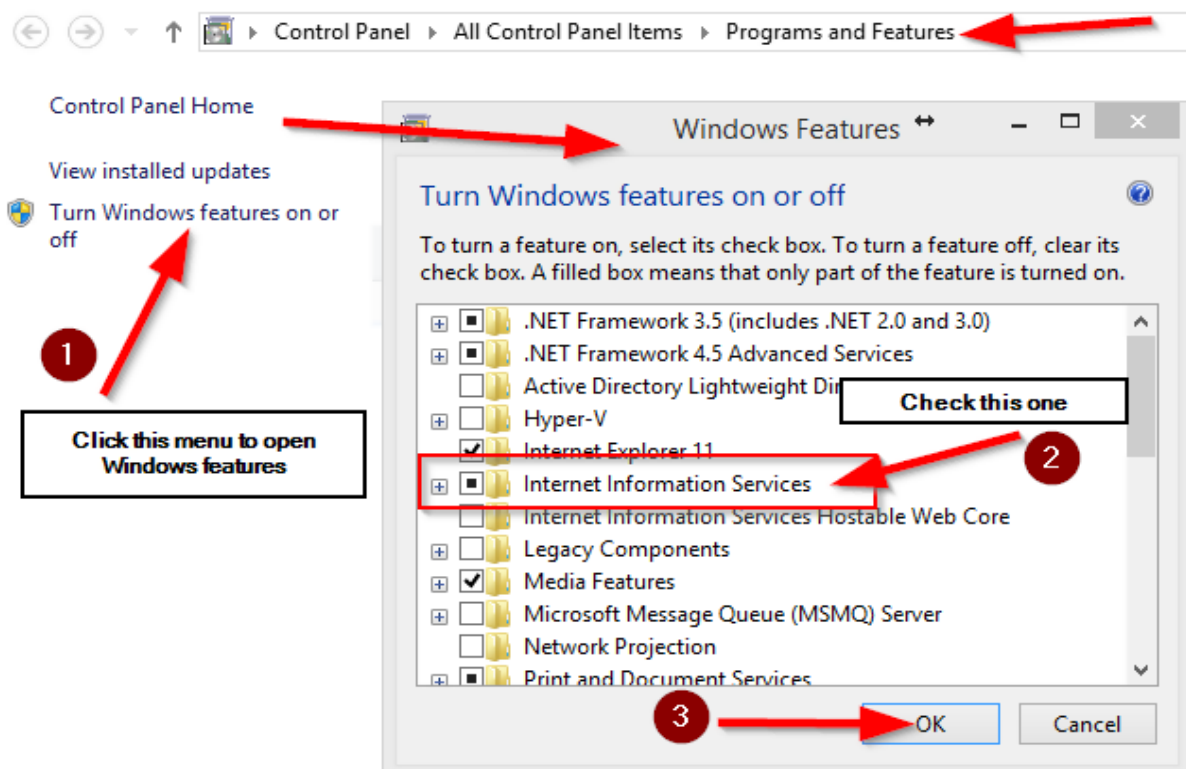 Control Panel ▸ All Control Panel Items ▸ Programs and Features
Control Panel Home
View installed updates
Turn Windows features on or
off
1
Click this menu to open
Windows features
Windows Features
Turn Windows features on or off
To turn a feature on, select its check box. To turn a feature off, clear its
check box. A filled box means that only part of the feature is turned on.
.NET Framework 3.5 (includes .NET 2.0 and 3.0)
.NET Framework 4.5 Advanced Services
Active Directory Lightweight
Check this one
2
Hyper-V
Internet Explorer 11
Internet Information Services
Internet Information Services Hostable Web Core
Legacy Components
Media Features
Microsoft Message Queue (MSMQ) Server
Network Projection
Print and Document Services
3
OK
Cancel